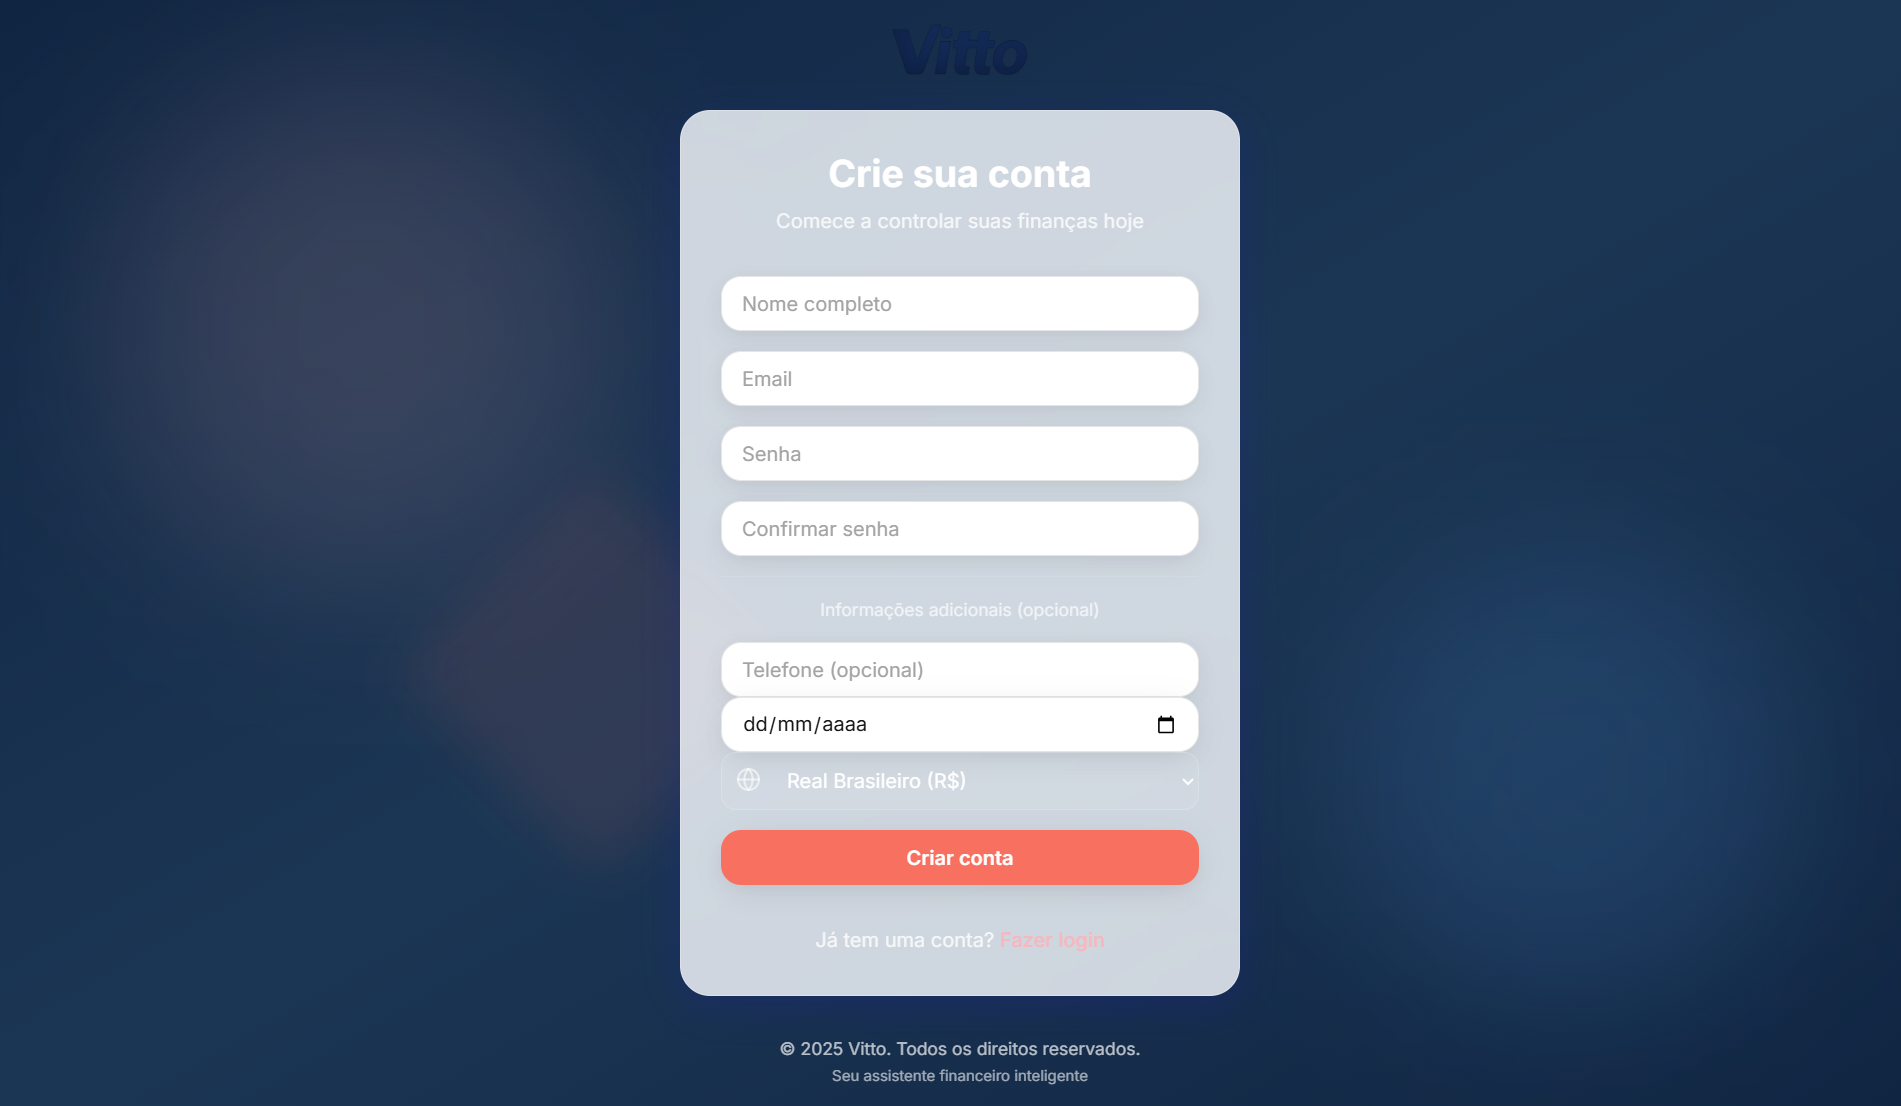 Vitto
Crie sua conta
Comece a controlar suas finanças hoje
Nome completo
Email
Senha
Confirmar senha
Informações adicionais (opcional)
Telefone (opcional)
dd/mm/aaaa
Real Brasileiro (R$)
Criar conta
Já tem uma conta? Fazer login
© 2025 Vitto. Todos os direitos reservados.
Seu assistente financeiro inteligente